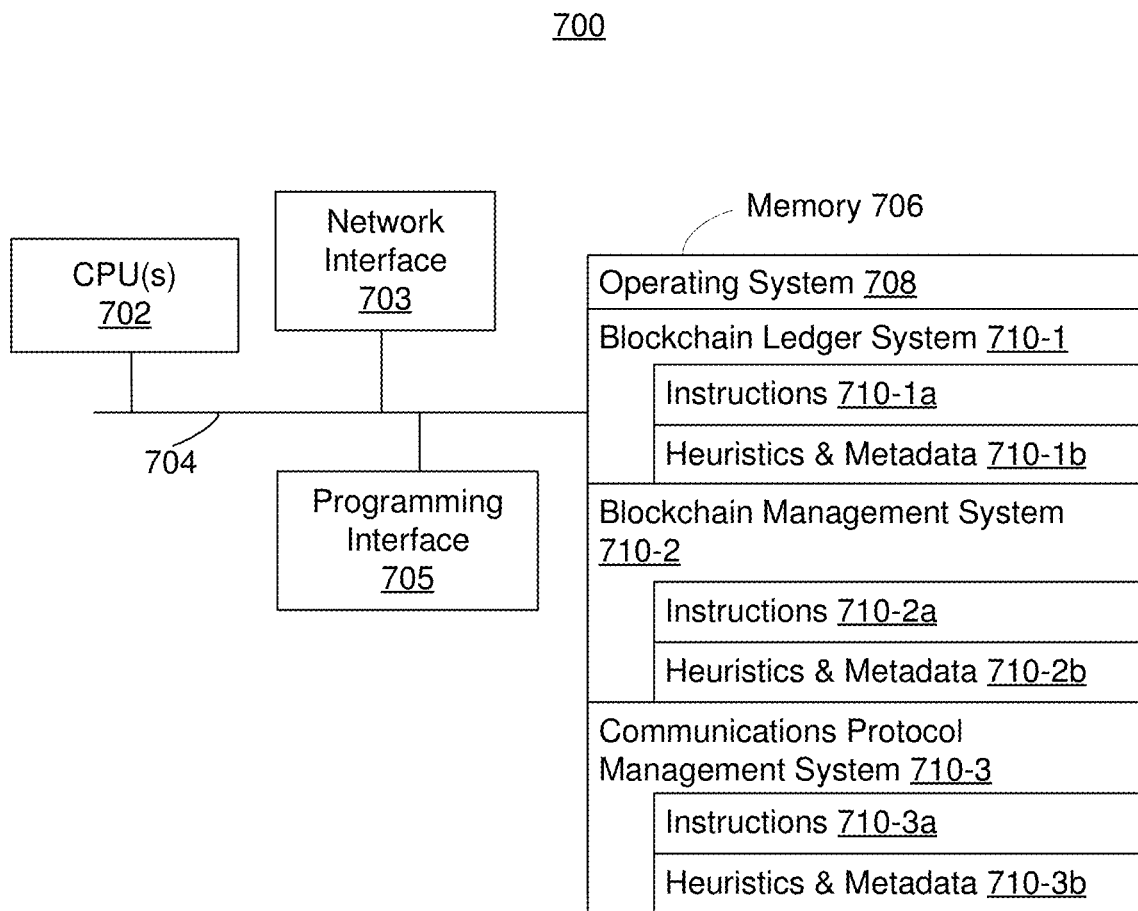 700
Memory 706
Network
Interface
703
CPU(s)
702
704
Programming
Interface
705
Operating System 708
Blockchain Ledger System 710-1
Instructions 710-1a
Heuristics & Metadata 710-1b
Blockchain Management System
710-2
Instructions 710-2a
Heuristics & Metadata 710-2b
Communications Protocol
Management System 710-3
Instructions 710-3a
Heuristics & Metadata 710-3b